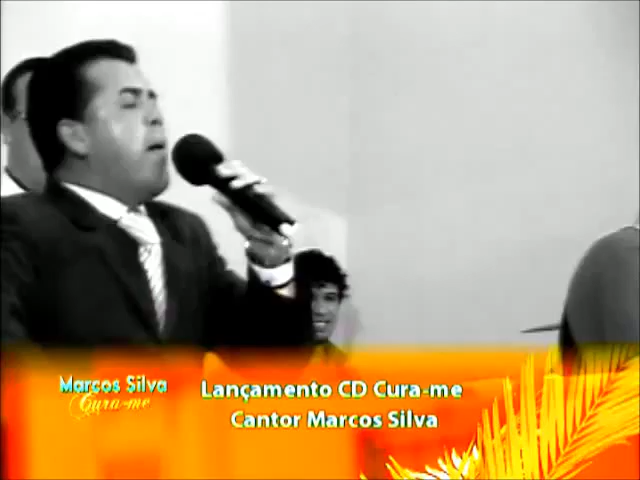 Marcos Silva
Cura-me
Lançamento CD Cura-me
Cantor Marcos Silva